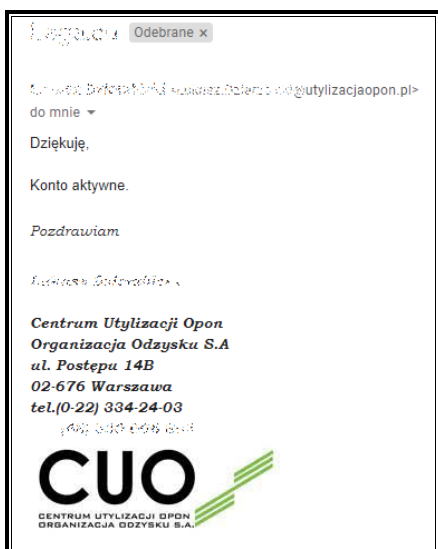 Odebrane x
@utylizacjaopon.pl>
do mnie
Dziękuję,
Konto aktywne.
Pozdrawiam
Centrum Utylizacji Opon
Organizacja Odzysku S.A
ul. Postępu 14B
02-676 Warszawa
tel.(0-22) 334-24-03
CUO
CENTRUM UTYLIZACJI OPON
ORGANIZACJA ODZYSKU S.A.